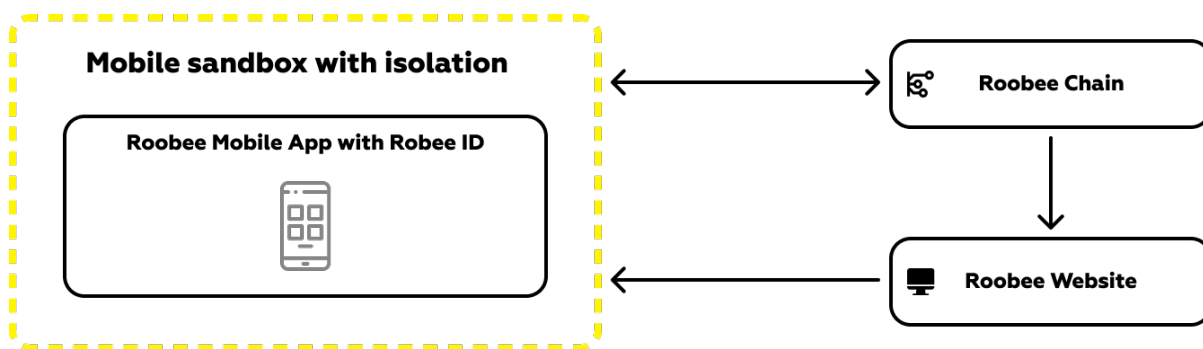 Mobile sandbox with isolation
Roobee Mobile App with Robee ID
Roobee Chain
Roobee Website